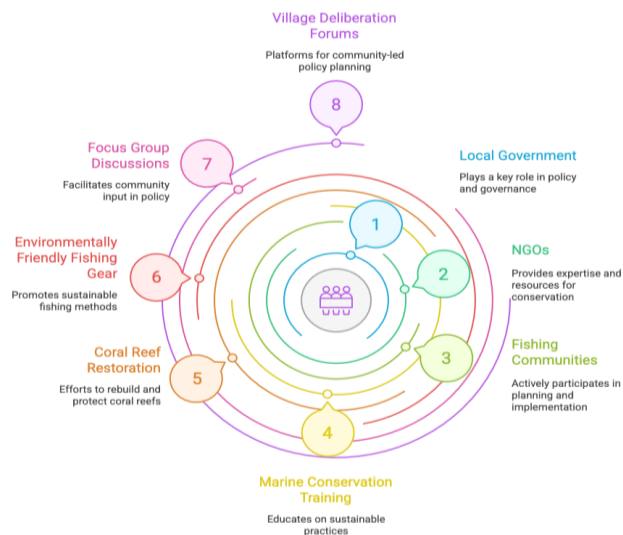 Village Deliberation
Forums
Platforms for community-led
policy planning
8
Focus Group
Discussions
Facilitates community
input in policy
7
Local Government
Plays a key role in policy
and governance
1
Environmentally
Friendly Fishing
Gear
Promotes sustainable
fishing methods
6
NGOs
Provides expertise and
resources for
conservation
2
Coral Reef
Restoration
Efforts to rebuild and
protect coral reefs
5
Fishing
Communities
Actively participates in
planning and
implementation
3
4
Marine Conservation
Training
Educates on sustainable
practices